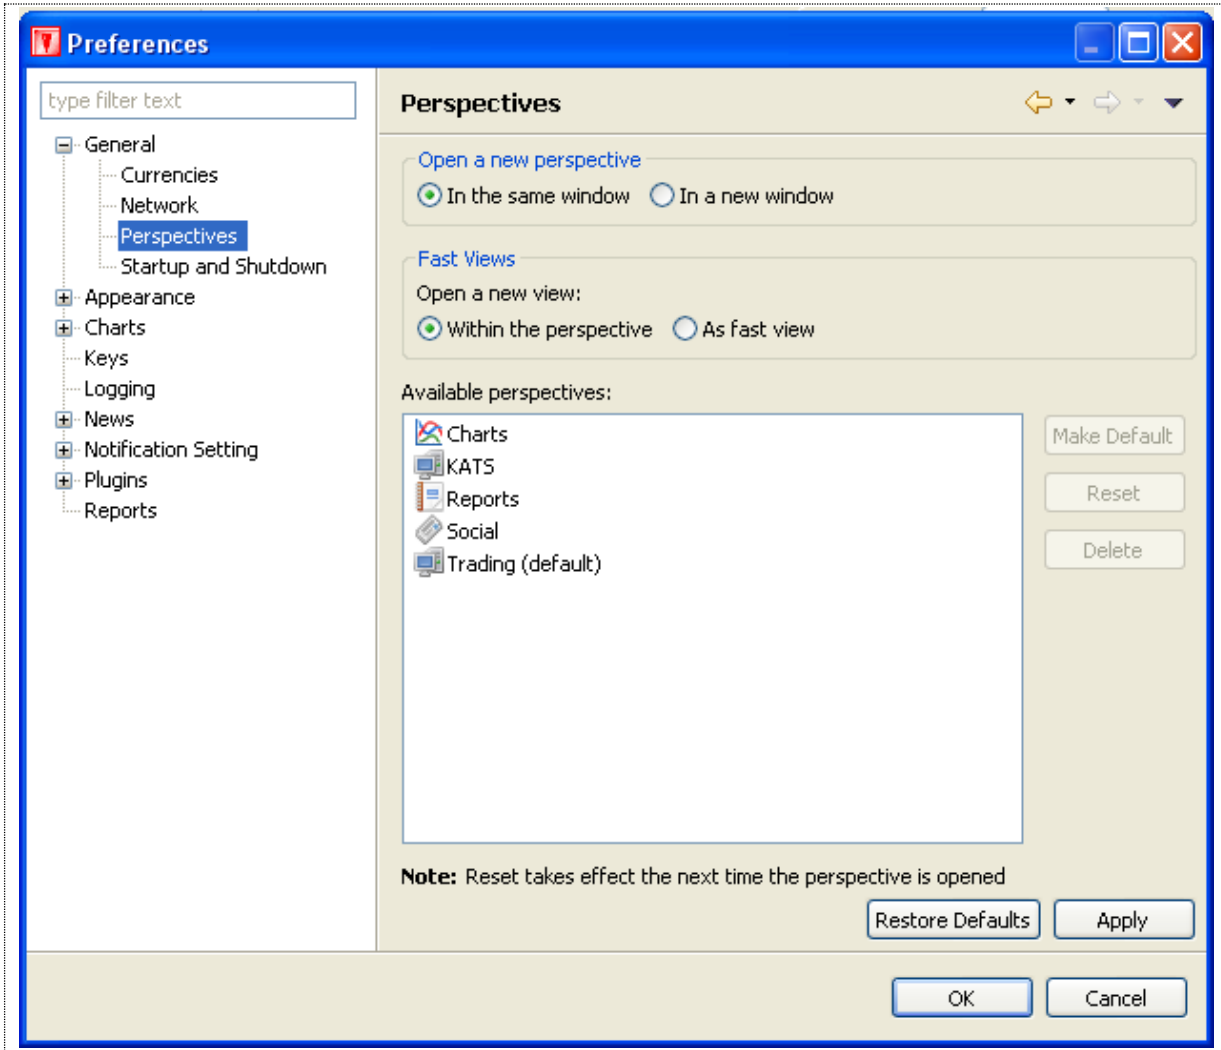 Preferences
type filter text
General
Currencies
Network
Perspectives
Startup and Shutdown
Appearance
Charts
Keys
Logging
News
Notification Setting
Plugins
Reports
Perspectives
Open a new perspective
In the same window In a new window
Fast Views
Open a new view:
Within the perspective As fast view
Available perspectives:
Charts
KATS
Reports
Social
Trading (default)
Make Default
Reset
Delete
Note: Reset takes effect the next time the perspective is opened
Restore Defaults Apply
OK Cancel